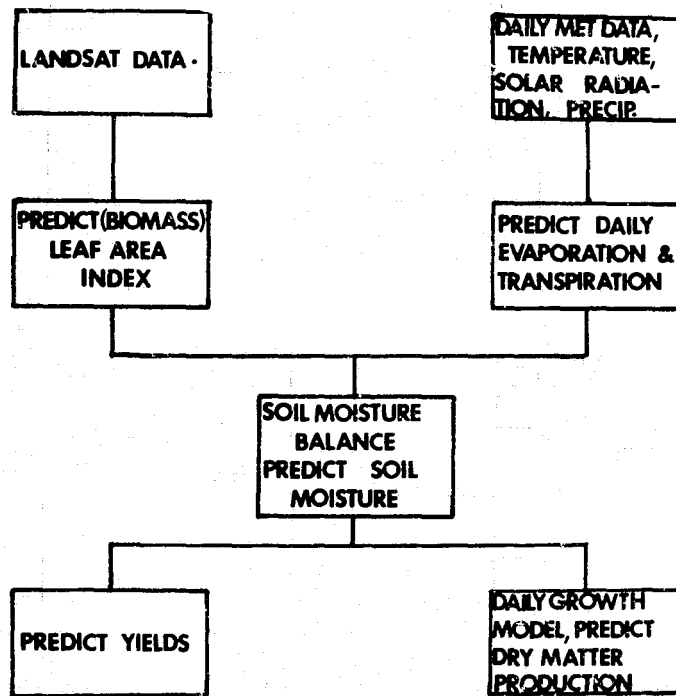 LANDSAT DATA.
DAILY MET DATA,
TEMPERATURE,
SOLAR RADIA-
TION, PRECIP.
PREDICT (BIOMASS)
LEAF AREA
INDEX
PREDICT DAILY
EVAPORATION &
TRANSPIRATION
SOIL MOISTURE
BALANCE
PREDICT SOIL
MOISTURE
PREDICT YIELDS
DAILY GROWTH
MODEL, PREDICT
DRY MATTER
PRODUCTION